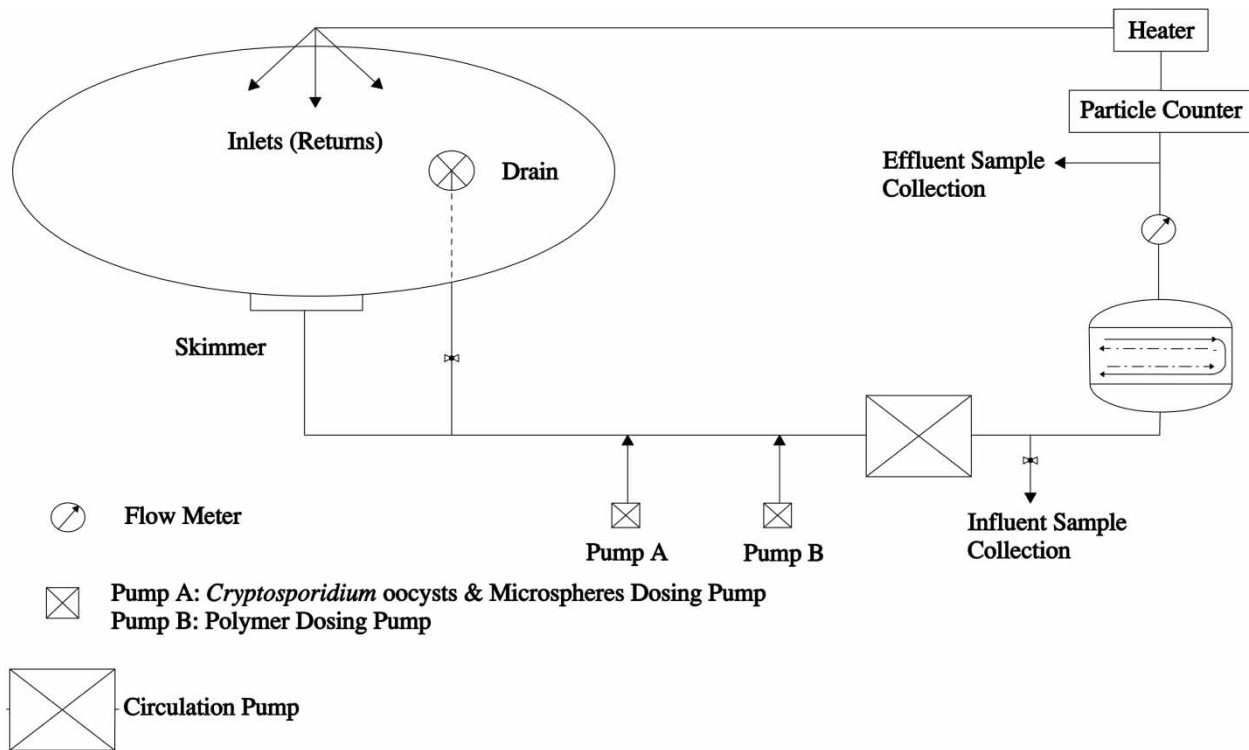 Heater
Particle Counter
Inlets (Returns)
Drain
Effluent Sample
Collection
Skimmer
Flow Meter
Pump A
Pump B
Influent Sample
Collection
Pump A: Cryptosporidium oocysts & Microspheres Dosing Pump
Pump B: Polymer Dosing Pump
Circulation Pump